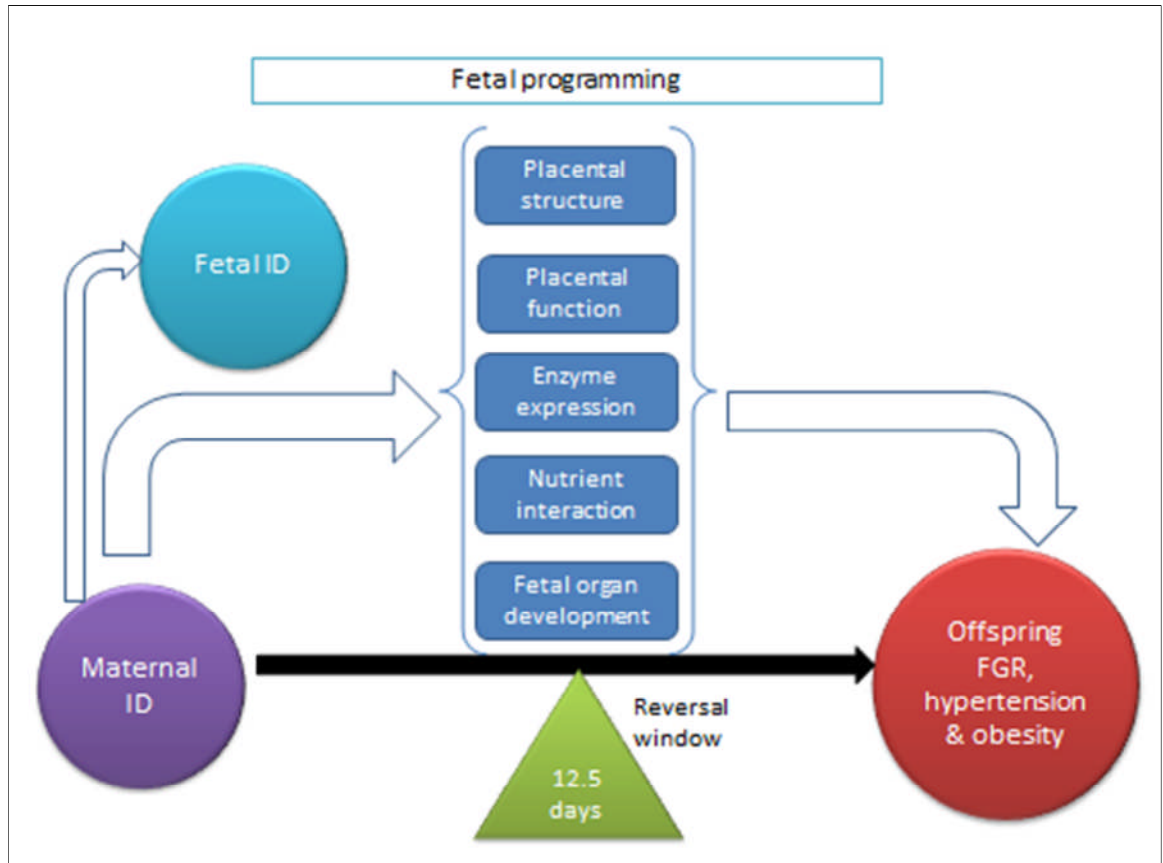 Fetal programming
Placental
structure
Fetal ID
Placental
function
Enzyme
expression
Nutrient
interaction
Fetal organ
development
Maternal
ID
Offspring
FGR,
hypertension
& obesity
Reversal
window
12.5
days